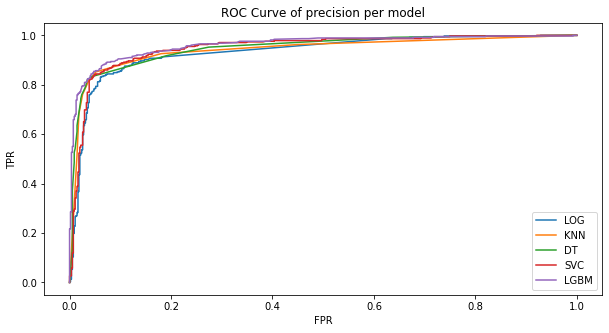 ROC Curve of precision per model
1.0
0.8
0.6
0.4
0.2
0.0
TPR
0.0 0.2 0.4 0.6 0.8 1.0
FPR
LOG
KNN
DT
SVC
LGBM